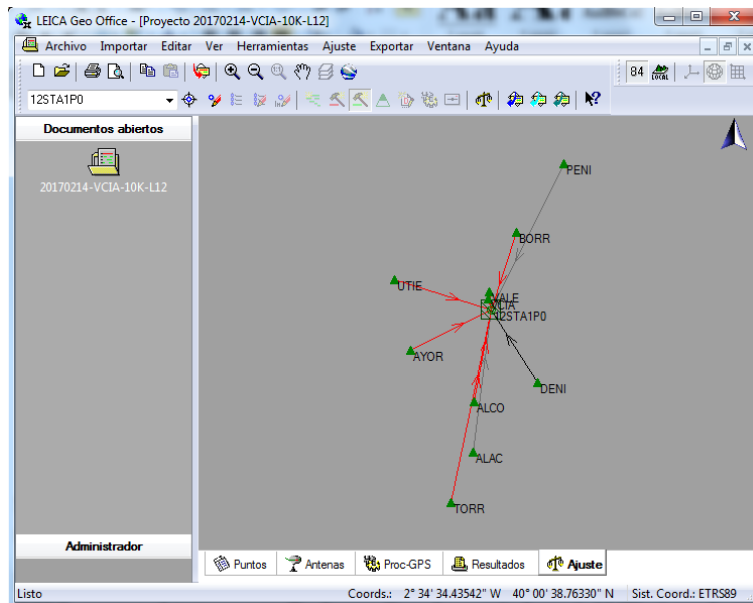 LEICA Geo Office - [Proyecto 20170214-VCIA-10K-L12]
Archivo Importar Editar Ver Herramientas Ajuste Exportar Ventana Ayuda
84 LOCAL
12STA1P0
Documentos abiertos
20170214-VCIA-10K-L12
PENI
BORR
UTIE
VALE
VCIA
12STA1P0
AYOR
DENI
ALCO
ALAC
TORR
Administrador
Puntos Antenas Proc-GPS Resultados Ajuste
Listo Coords.: 2° 34' 34.43542" W 40° 00' 38.76330" N Sist. Coord.: ETRS89